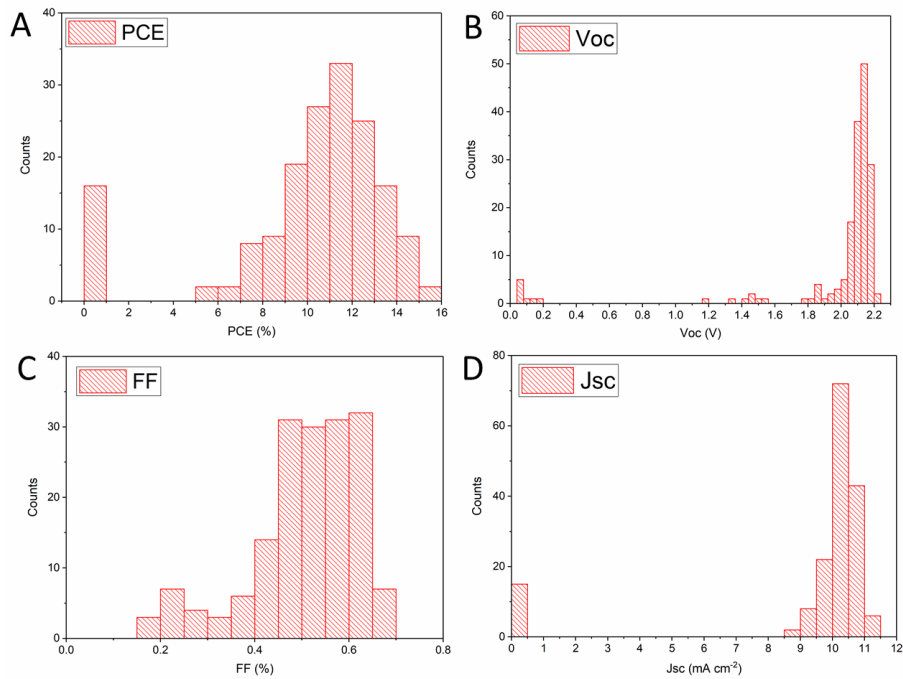 A
PCE
40
30
20
10
0
Counts
0 2 4 6 8 10 12 14 16
PCE (%)
B
Voc
60
50
40
30
20
10
0
Counts
0.0 0.2 0.4 0.6 0.8 1.0 1.2 1.4 1.6 1.8 2.0 2.2
Voc (V)
C
FF
40
30
20
10
0
Counts
0.0 0.2 0.4 0.6 0.8
FF (%)
D
Jsc
80
60
40
20
0
Counts
0 1 2 3 4 5 6 7 8 9 10 11 12
Jsc (mA cm⁻²)